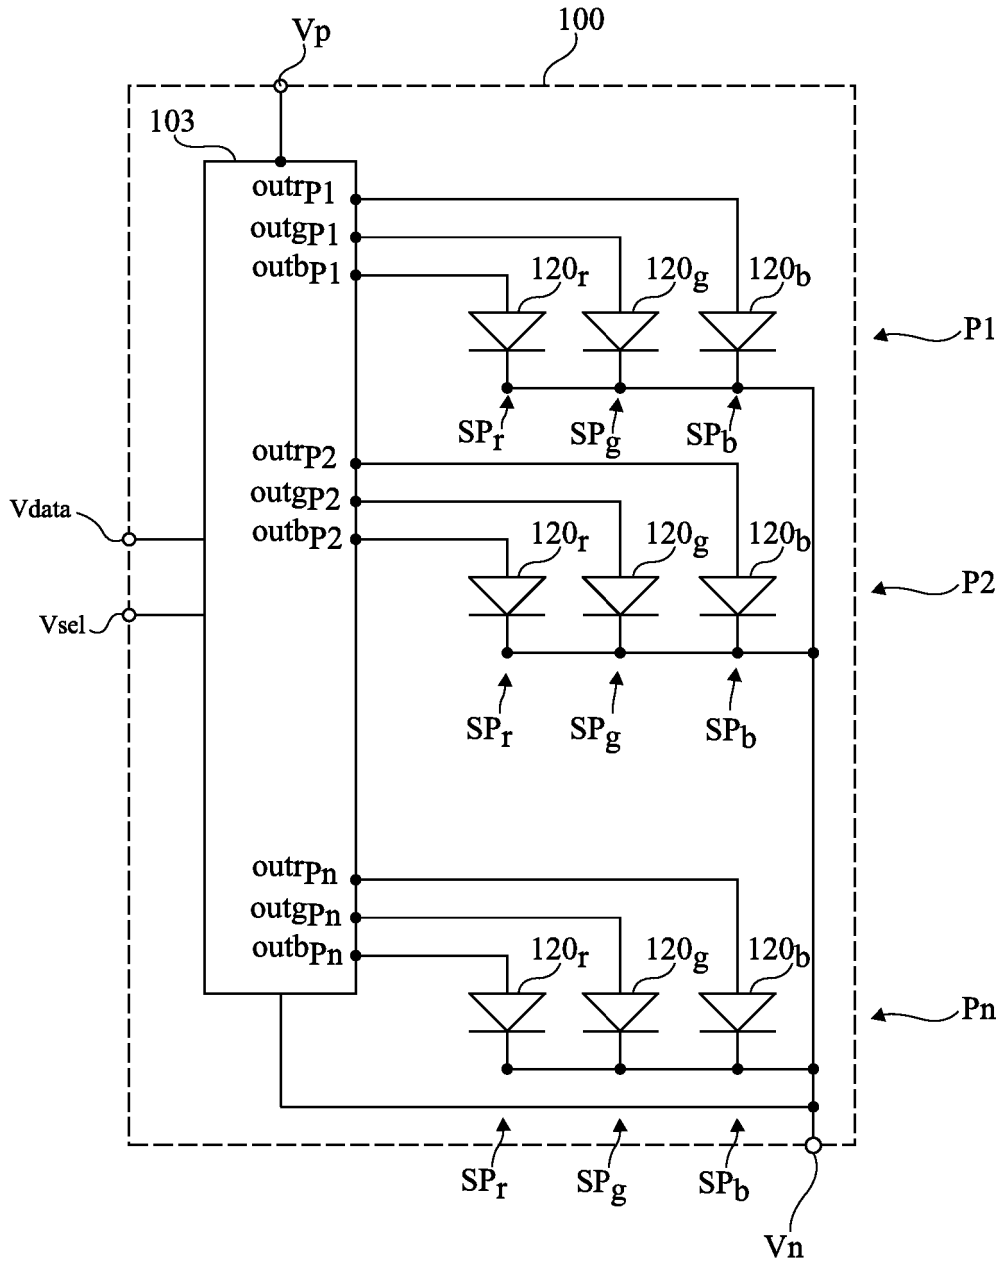 100
Vp
103
outrP1
outgP1
outbP1
120r 120g 120b
P1
SPr SPg SPb
outrP2
outgP2
outbP2
Vdata
120r 120g 120b
P2
Vsel
SPr SPg SPb
outrPn
outgPn
outbPn
120r 120g 120b
Pn
SPr SPg SPb
Vn